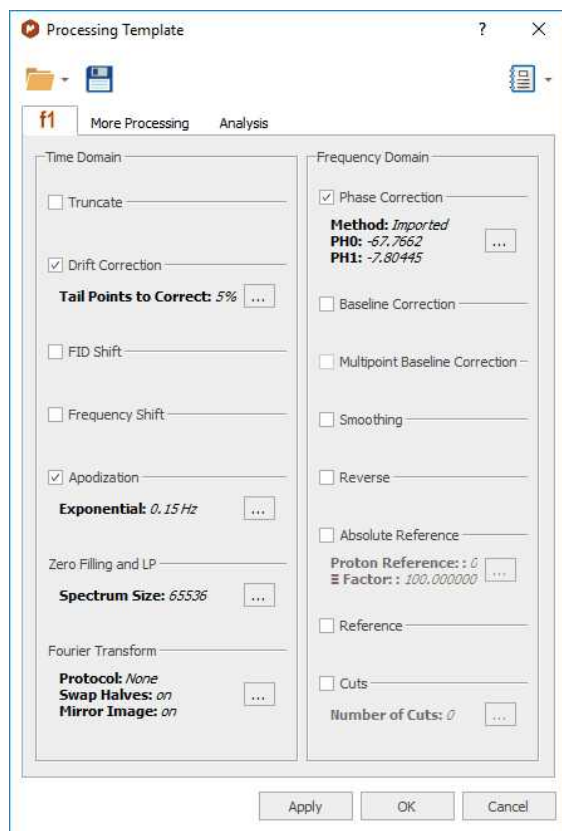 Processing Template
?
f1
More Processing
Analysis
Time Domain
Truncate
Drift Correction
Tail Points to Correct: 5%
...
FID Shift
Frequency Shift
Apodization
Exponential: 0.15 Hz
...
Zero Filling and LP
Spectrum Size: 65536
...
Fourier Transform
Protocol: None
Swap Halves: on
Mirror Image: on
...
Frequency Domain
Phase Correction
Method: Imported
PH0: -67.7662
PH1: -7.80445
...
Baseline Correction
Multipoint Baseline Correction
Smoothing
Reverse
Absolute Reference
Proton Reference: : 0
Ξ Factor: : 100.000000
...
Reference
Cuts
Number of Cuts: 0
...
Apply
OK
Cancel